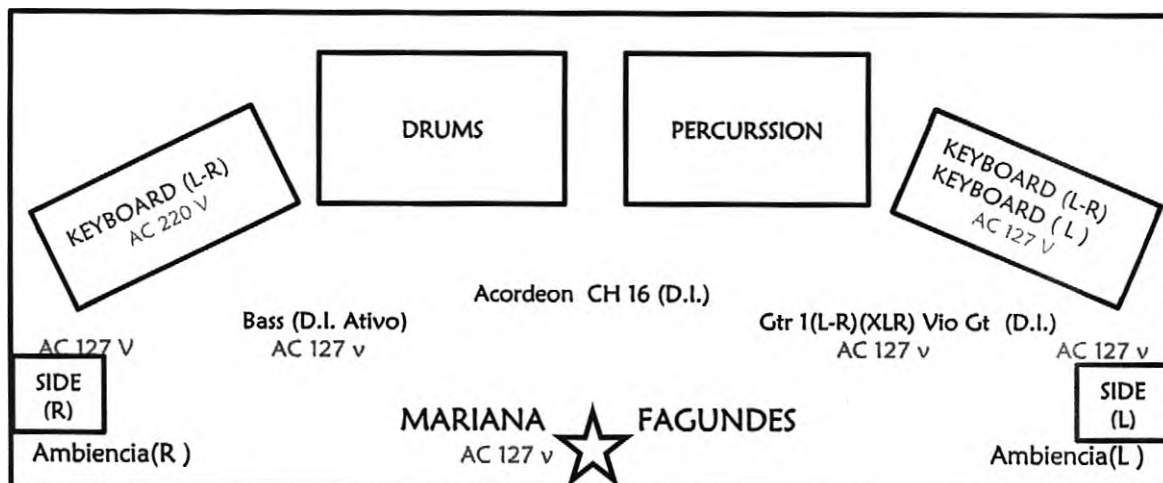 DRUMS
PERCURSSION
KEYBOARD (L-R)
AC 220 V
KEYBOARD (L-R)
KEYBOARD ( L )
AC 127 V
Acordeon CH 16 (D.I.)
Bass (D.I. Ativo)
AC 127 v
Gtr 1(L-R)(XLR) Vio Gt (D.I.)
AC 127 v
AC 127 V
SIDE
(R)
Ambiencia(R )
AC 127 v
SIDE
(L)
Ambiencia(L )
MARIANA FAGUNDES
AC 127 v